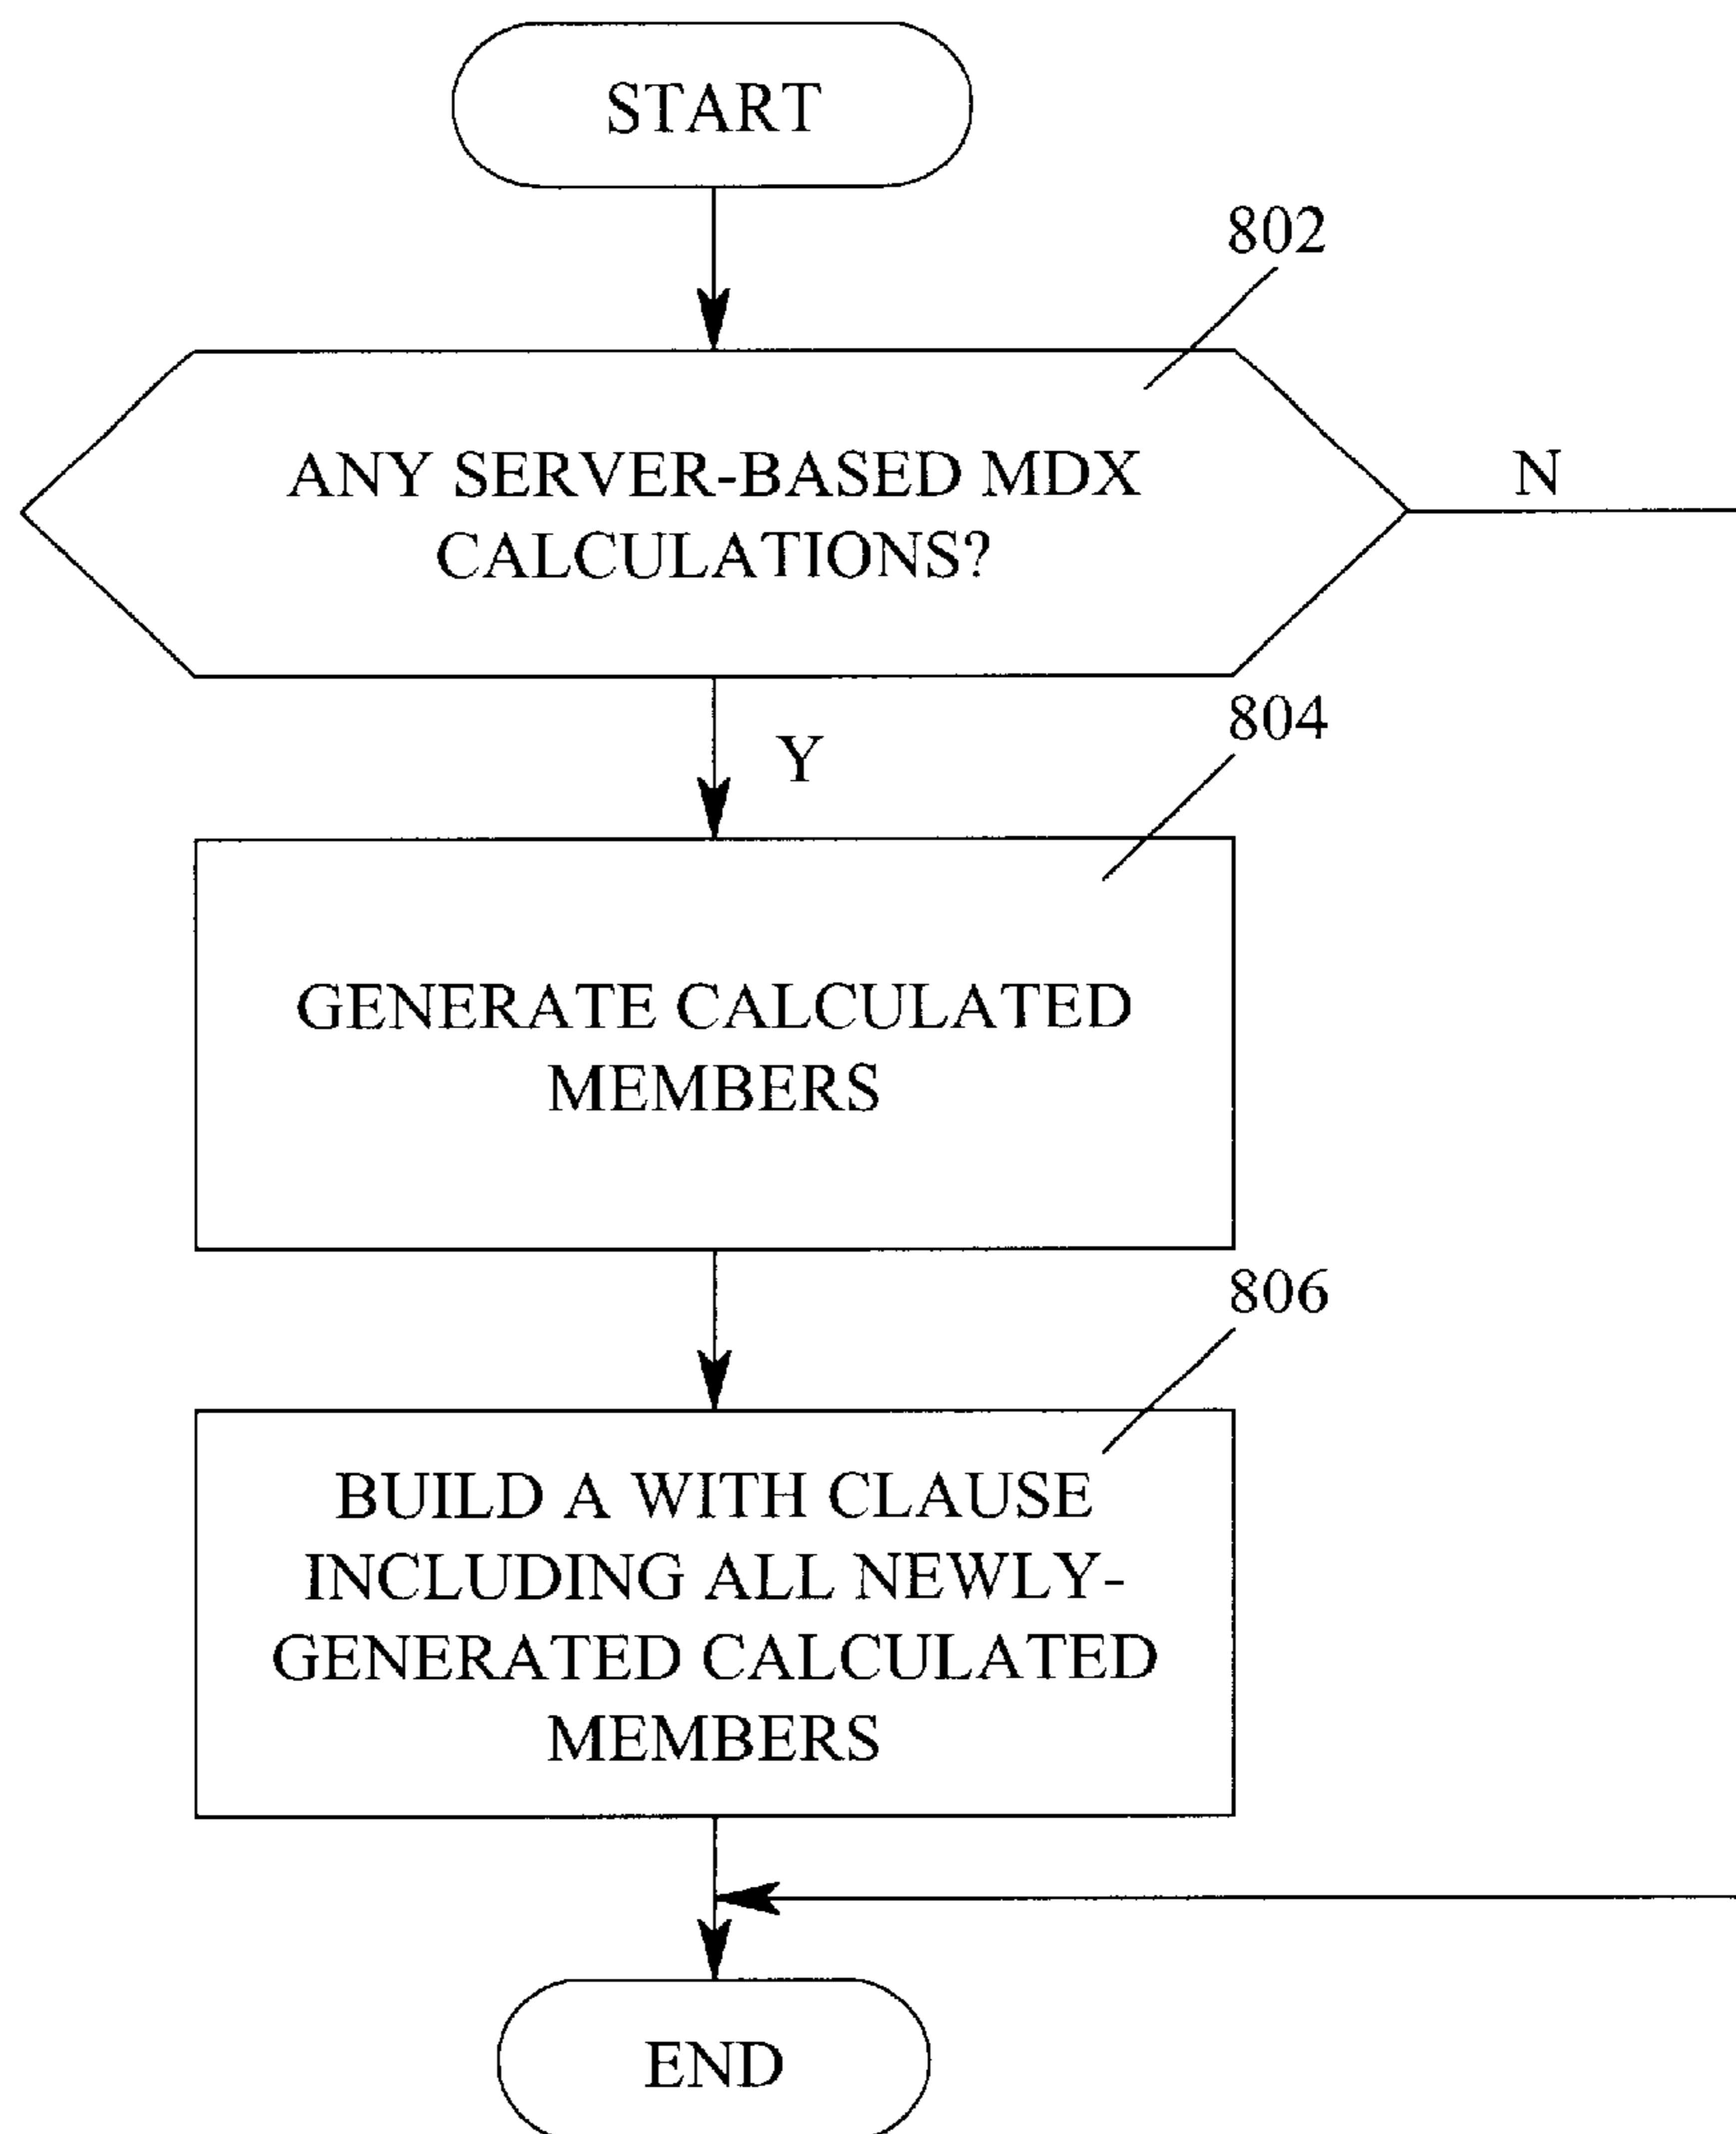 START
802
ANY SERVER-BASED MDX
CALCULATIONS?
N
Y
804
GENERATE CALCULATED
MEMBERS
806
BUILD A WITH CLAUSE
INCLUDING ALL NEWLY-
GENERATED CALCULATED
MEMBERS
END